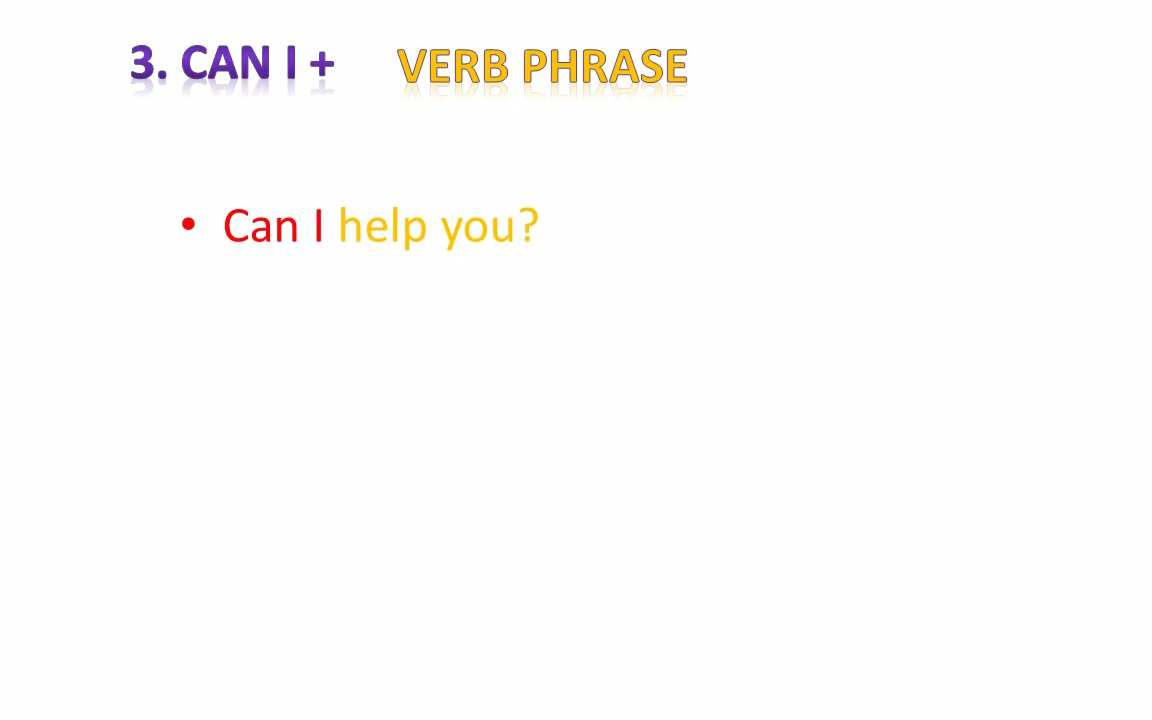 3. CAN I + VERB PHRASE
• Can I help you?